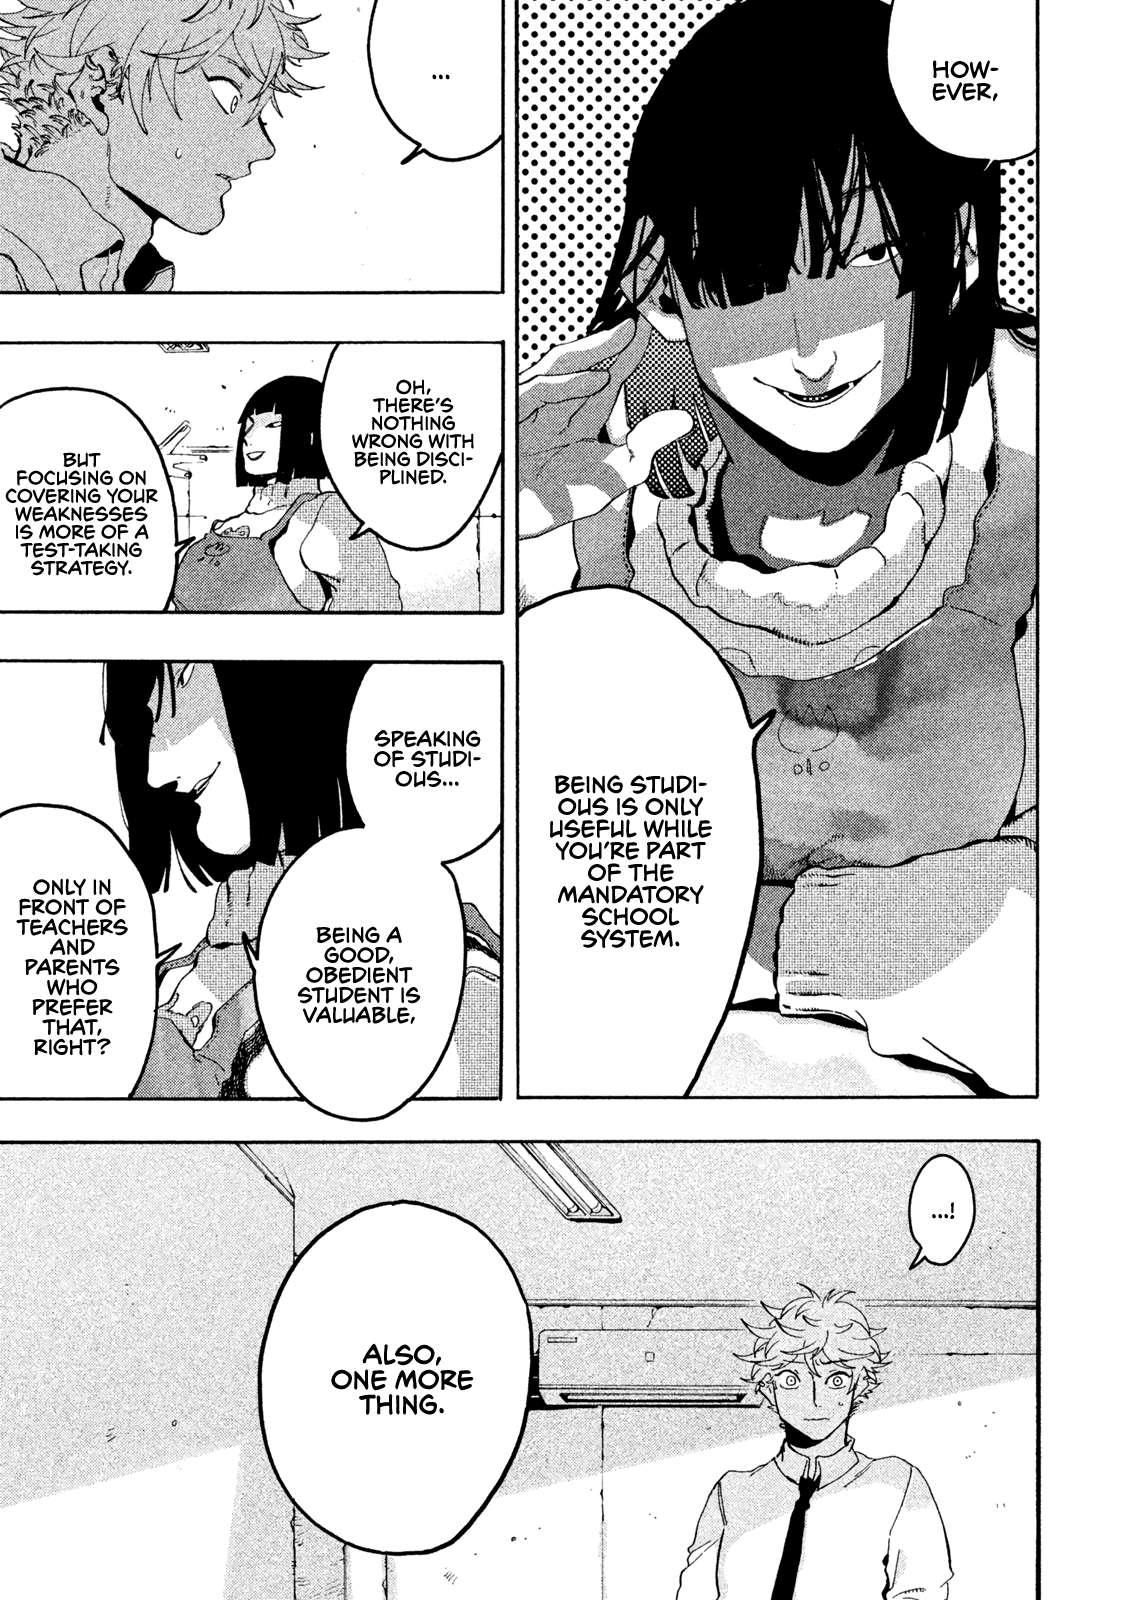 HOW-
EVER,
BEING STUDI-
OUS IS ONLY
USEFUL WHILE
YOU'RE PART
OF THE
MANDATORY
SCHOOL
SYSTEM.
...
OH,
THERE'S
NOTHING
WRONG WITH
BEING DISCI-
PLINED.
BUT
FOCUSING ON
COVERING YOUR
WEAKNESSES
IS MORE OF A
TEST-TAKING
STRATEGY.
SPEAKING
OF STUDI-
OUS...
BEING A
GOOD,
OBEDIENT
STUDENT IS
VALUABLE,
ONLY IN
FRONT OF
TEACHERS
AND
PARENTS
WHO
PREFER
THAT,
RIGHT?
...!
ALSO,
ONE MORE
THING.